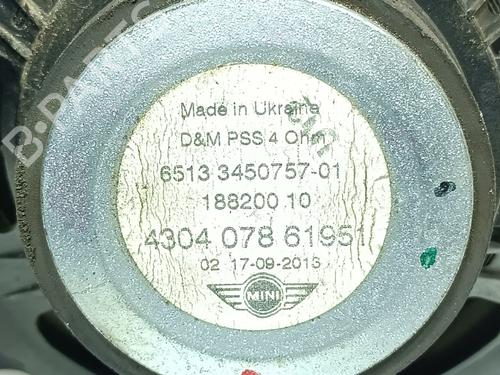 Made in Ukraine
D&M PSS 4 Ohm
6513 3450757-01
188200 10
4304 078 61951
02 17-09-2013
MINI
B-PARTS